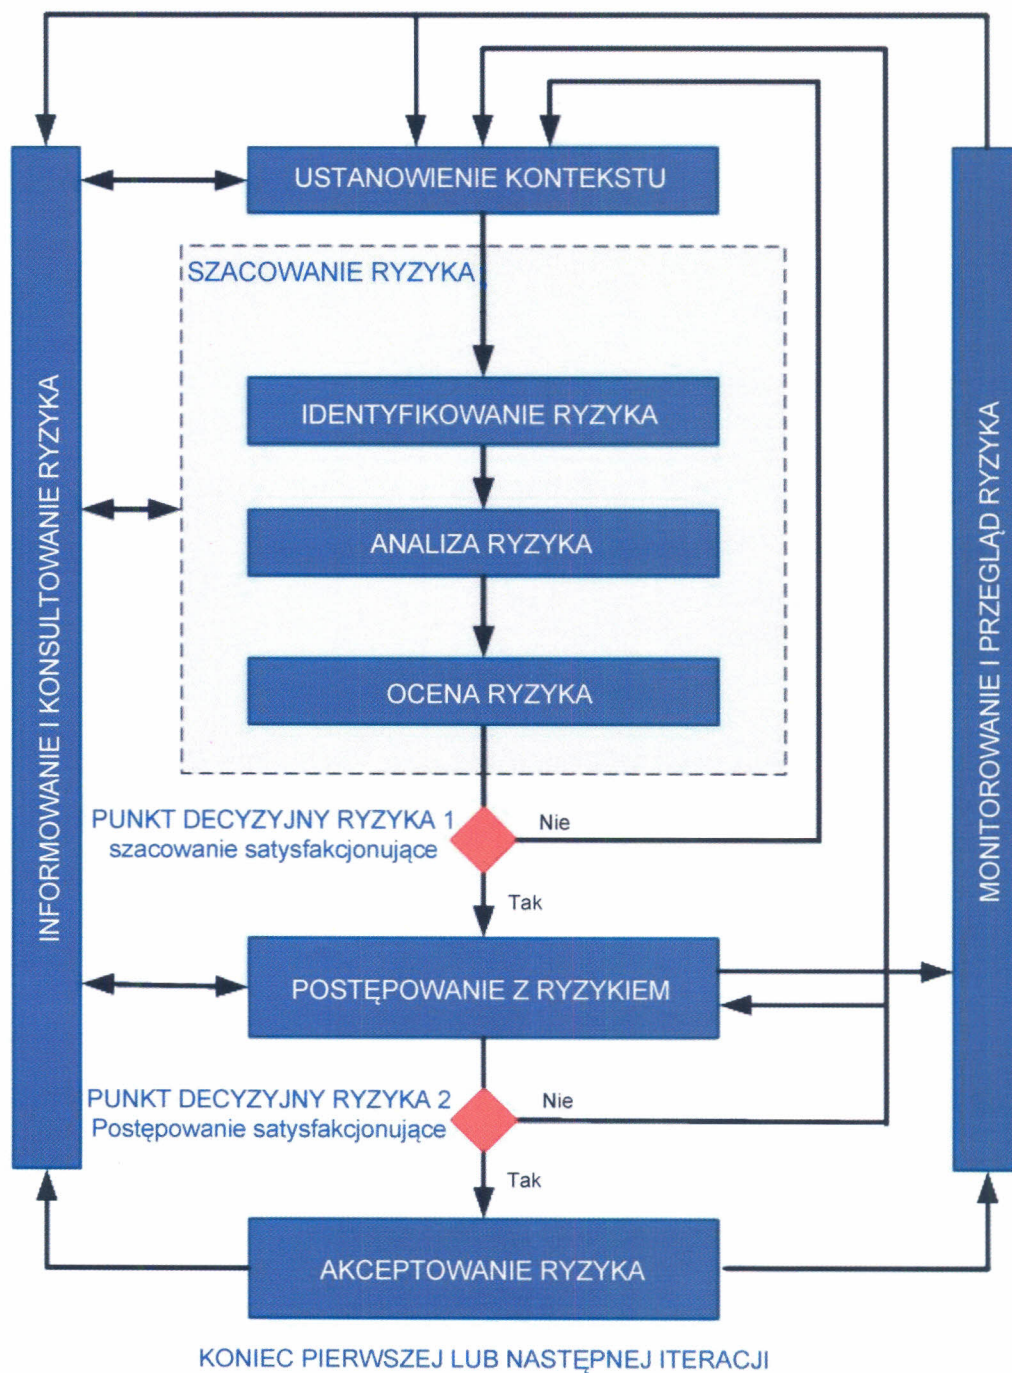 USTANOWIENIE KONTEKSTU
SZACOWANIE RYZYKA
IDENTYFIKOWANIE RYZYKA
ANALIZA RYZYKA
OCENA RYZYKA
PUNKT DECYZYJNY RYZYKA 1
szacowanie satysfakcjonujące
Nie
Tak
POSTĘPOWANIE Z RYZYKIEM
PUNKT DECYZYJNY RYZYKA 2
Postępowanie satysfakcjonujące
Nie
Tak
AKCEPTOWANIE RYZYKA
INFORMOWANIE I KONSULTOWANIE RYZYKA
MONITOROWANIE I PRZEGLĄD RYZYKA
KONIEC PIERWSZEJ LUB NASTĘPNEJ ITERACJI